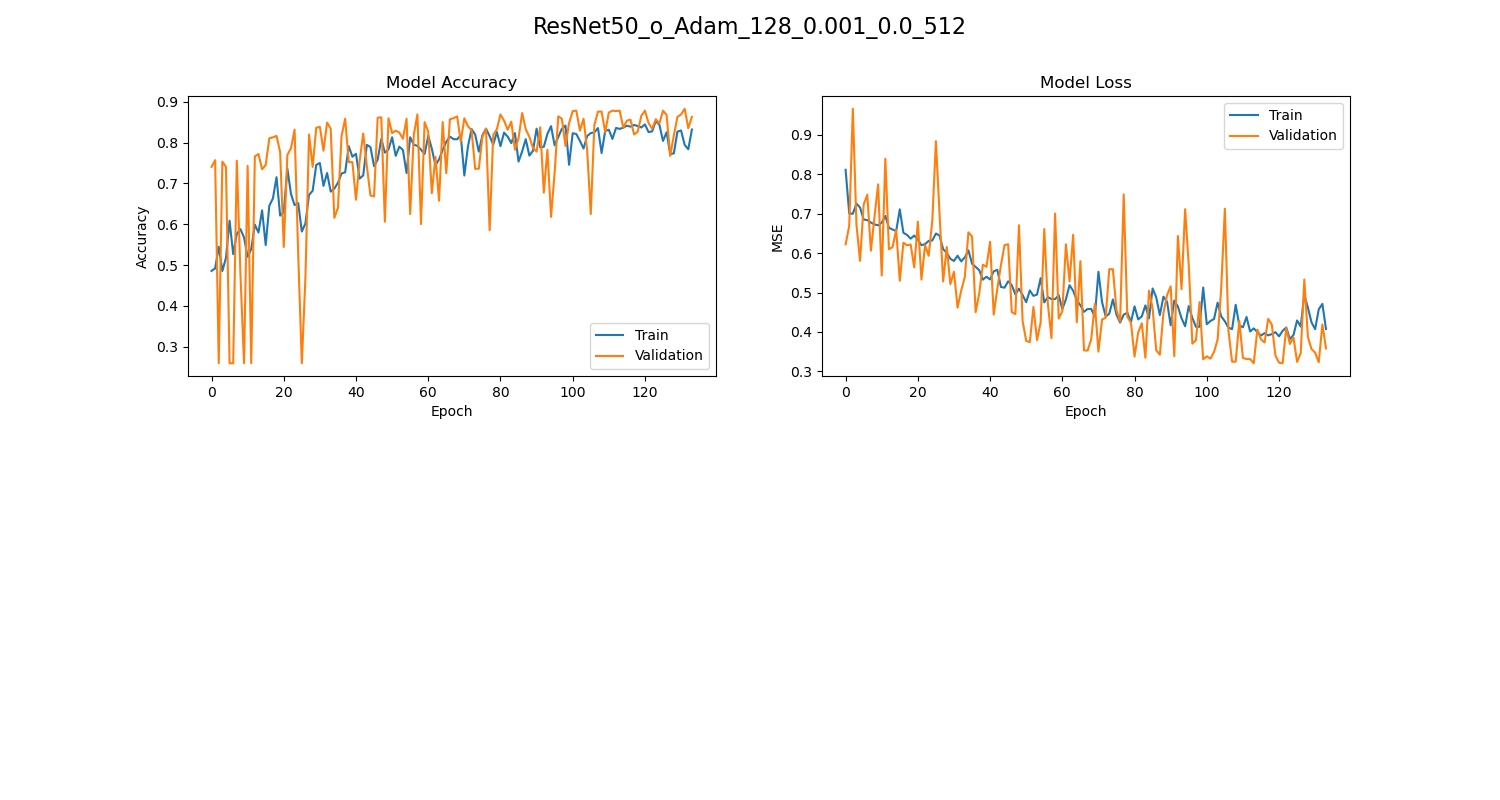 ResNet50_o_Adam_128_0.001_0.0_512
Model Accuracy
0.9
0.8
0.7
0.6
0.5
0.4
0.3
Accuracy
0 20 40 60 80 100 120
Epoch
Train
Validation
Model Loss
0.9
0.8
0.7
0.6
0.5
0.4
0.3
MSE
0 20 40 60 80 100 120
Epoch
Train
Validation